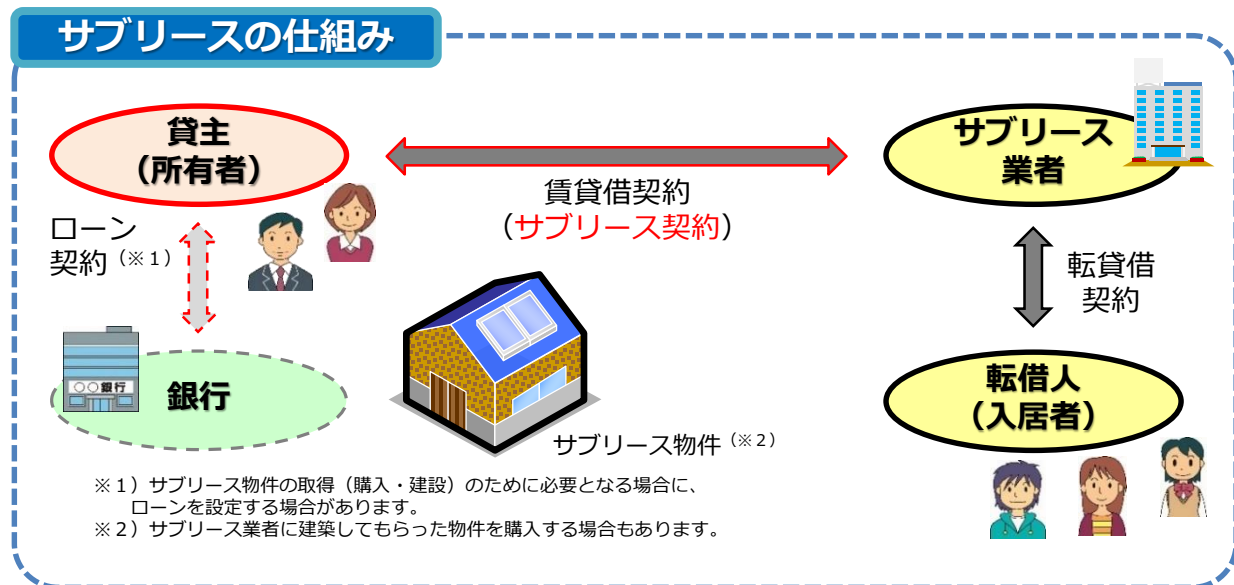 サブリースの仕組み
貸主
（所有者）
サブリース
業者
賃貸借契約
（サブリース契約）
ローン
契約（※１）
転貸借
契約
○○銀行
銀行
転借人
（入居者）
サブリース物件（※２）
※１）サブリース物件の取得（購入・建設）のために必要となる場合に、
ローンを設定する場合があります。
※２）サブリース業者に建築してもらった物件を購入する場合もあります。